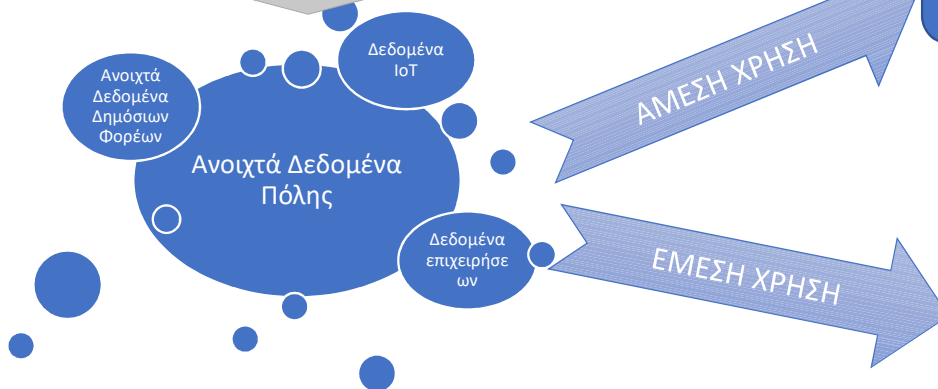 Δεδομένα
IoT
Ανοιχτά
Δεδομένα
Δημόσιων
Φορέων
Ανοιχτά Δεδομένα
Πόλης
Δεδομένα
επιχειρήσε
ων
ΑΜΕΣΗ ΧΡΗΣΗ
ΕΜΕΣΗ ΧΡΗΣΗ